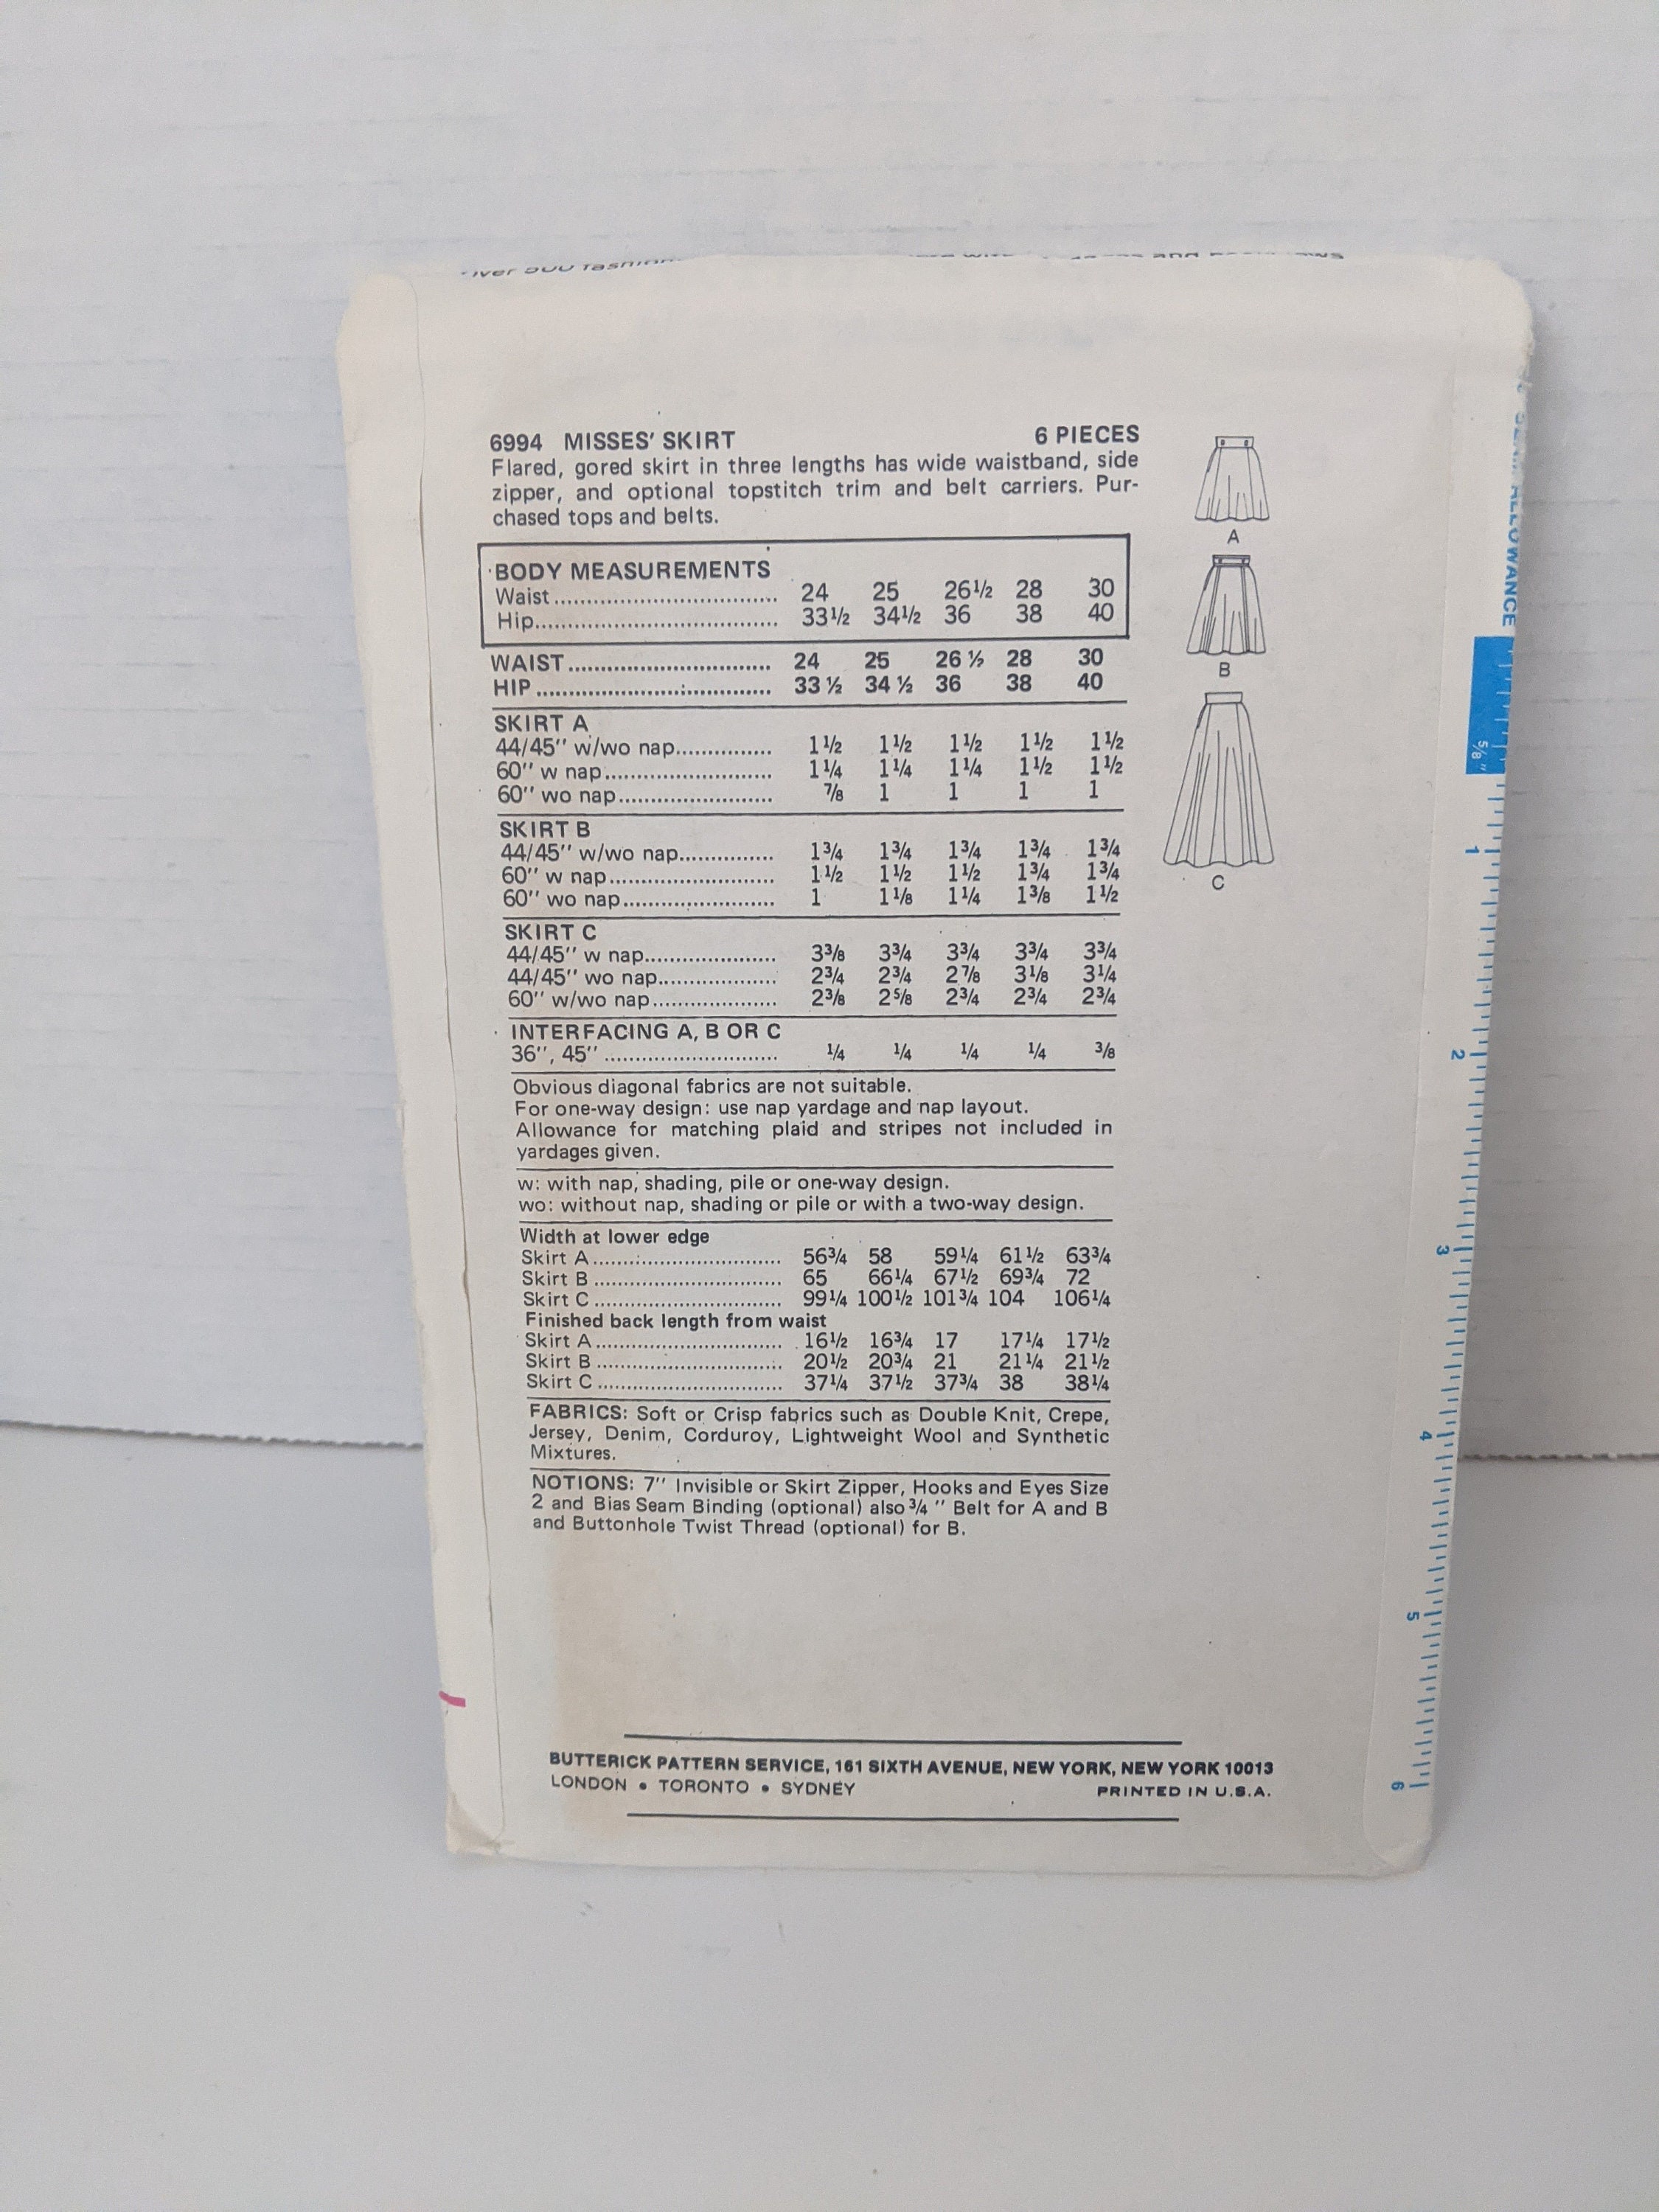 6994 MISSES' SKIRT 6 PIECES
Flared, gored skirt in three lengths has wide waistband, side
zipper, and optional topstitch trim and belt carriers. Pur-
chased tops and belts.
BODY MEASUREMENTS
Waist 24 25 26½ 28 30
Hip 33½ 34½ 36 38 40
WAIST 24 25 26 ½ 28 30
HIP 33 ½ 34 ½ 36 38 40
SKIRT A
44/45'' w/wo nap 1½ 1½ 1½ 1½ 1½
60'' w nap 1¼ 1¼ 1¼ 1½ 1½
60'' wo nap ⅞ 1 1 1 1
SKIRT B
44/45'' w/wo nap 1¾ 1¾ 1¾ 1¾ 1¾
60'' w nap 1½ 1½ 1½ 1¾ 1¾
60'' wo nap 1 1⅛ 1¼ 1⅜ 1½
SKIRT C
44/45'' w nap 3⅜ 3¾ 3¾ 3¾ 3¾
44/45'' wo nap 2¾ 2¾ 2⅞ 3⅛ 3¼
60'' w/wo nap 2⅜ 2⅝ 2¾ 2¾ 2¾
INTERFACING A, B OR C
36'', 45'' ¼ ¼ ¼ ¼ ⅜
Obvious diagonal fabrics are not suitable.
For one-way design: use nap yardage and nap layout.
Allowance for matching plaid and stripes not included in
yardages given.
w: with nap, shading, pile or one-way design.
wo: without nap, shading or pile or with a two-way design.
Width at lower edge
Skirt A 56¾ 58 59¼ 61½ 63¾
Skirt B 65 66¼ 67½ 69¾ 72
Skirt C 99¼ 100½ 101¾ 104 106¼
Finished back length from waist
Skirt A 16½ 16¾ 17 17¼ 17½
Skirt B 20½ 20¾ 21 21¼ 21½
Skirt C 37¼ 37½ 37¾ 38 38¼
FABRICS: Soft or Crisp fabrics such as Double Knit, Crepe,
Jersey, Denim, Corduroy, Lightweight Wool and Synthetic
Mixtures.
NOTIONS: 7'' Invisible or Skirt Zipper, Hooks and Eyes Size
2 and Bias Seam Binding (optional) also ¾ '' Belt for A and B
and Buttonhole Twist Thread (optional) for B.
BUTTERICK PATTERN SERVICE, 161 SIXTH AVENUE, NEW YORK, NEW YORK 10013
LONDON • TORONTO • SYDNEY PRINTED IN U.S.A.
A
B
C
ALLOWANCE
⅝''
1
2
3
4
5
6